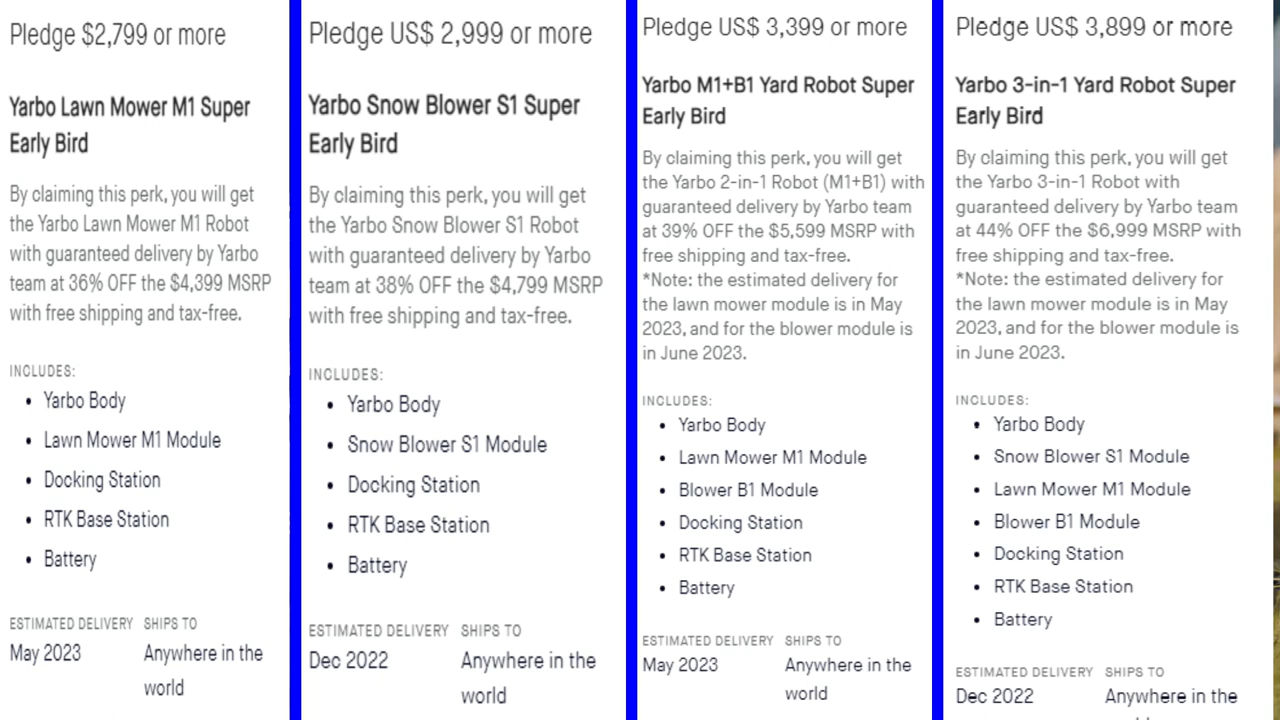 Pledge $2,799 or more
Yarbo Lawn Mower M1 Super
Early Bird
By claiming this perk, you will get
the Yarbo Lawn Mower M1 Robot
with guaranteed delivery by Yarbo
team at 36% OFF the $4,399 MSRP
with free shipping and tax-free.
INCLUDES:
• Yarbo Body
• Lawn Mower M1 Module
• Docking Station
• RTK Base Station
• Battery
ESTIMATED DELIVERY SHIPS TO
May 2023 Anywhere in the
world
Pledge US$ 2,999 or more
Yarbo Snow Blower S1 Super
Early Bird
By claiming this perk, you will get
the Yarbo Snow Blower S1 Robot
with guaranteed delivery by Yarbo
team at 38% OFF the $4,799 MSRP
with free shipping and tax-free.
INCLUDES:
• Yarbo Body
• Snow Blower S1 Module
• Docking Station
• RTK Base Station
• Battery
ESTIMATED DELIVERY SHIPS TO
Dec 2022 Anywhere in the
world
Pledge US$ 3,399 or more
Yarbo M1+B1 Yard Robot Super
Early Bird
By claiming this perk, you will get
the Yarbo 2-in-1 Robot (M1+B1) with
guaranteed delivery by Yarbo team
at 39% OFF the $5,599 MSRP with
free shipping and tax-free.
*Note: the estimated delivery for
the lawn mower module is in May
2023, and for the blower module is
in June 2023.
INCLUDES:
• Yarbo Body
• Lawn Mower M1 Module
• Blower B1 Module
• Docking Station
• RTK Base Station
• Battery
ESTIMATED DELIVERY SHIPS TO
May 2023 Anywhere in the
world
Pledge US$ 3,899 or more
Yarbo 3-in-1 Yard Robot Super
Early Bird
By claiming this perk, you will get
the Yarbo 3-in-1 Robot with
guaranteed delivery by Yarbo team
at 44% OFF the $6,999 MSRP with
free shipping and tax-free.
*Note: the estimated delivery for
the lawn mower module is in May
2023, and for the blower module is
in June 2023.
INCLUDES:
• Yarbo Body
• Snow Blower S1 Module
• Lawn Mower M1 Module
• Blower B1 Module
• Docking Station
• RTK Base Station
• Battery
ESTIMATED DELIVERY SHIPS TO
Dec 2022 Anywhere in the